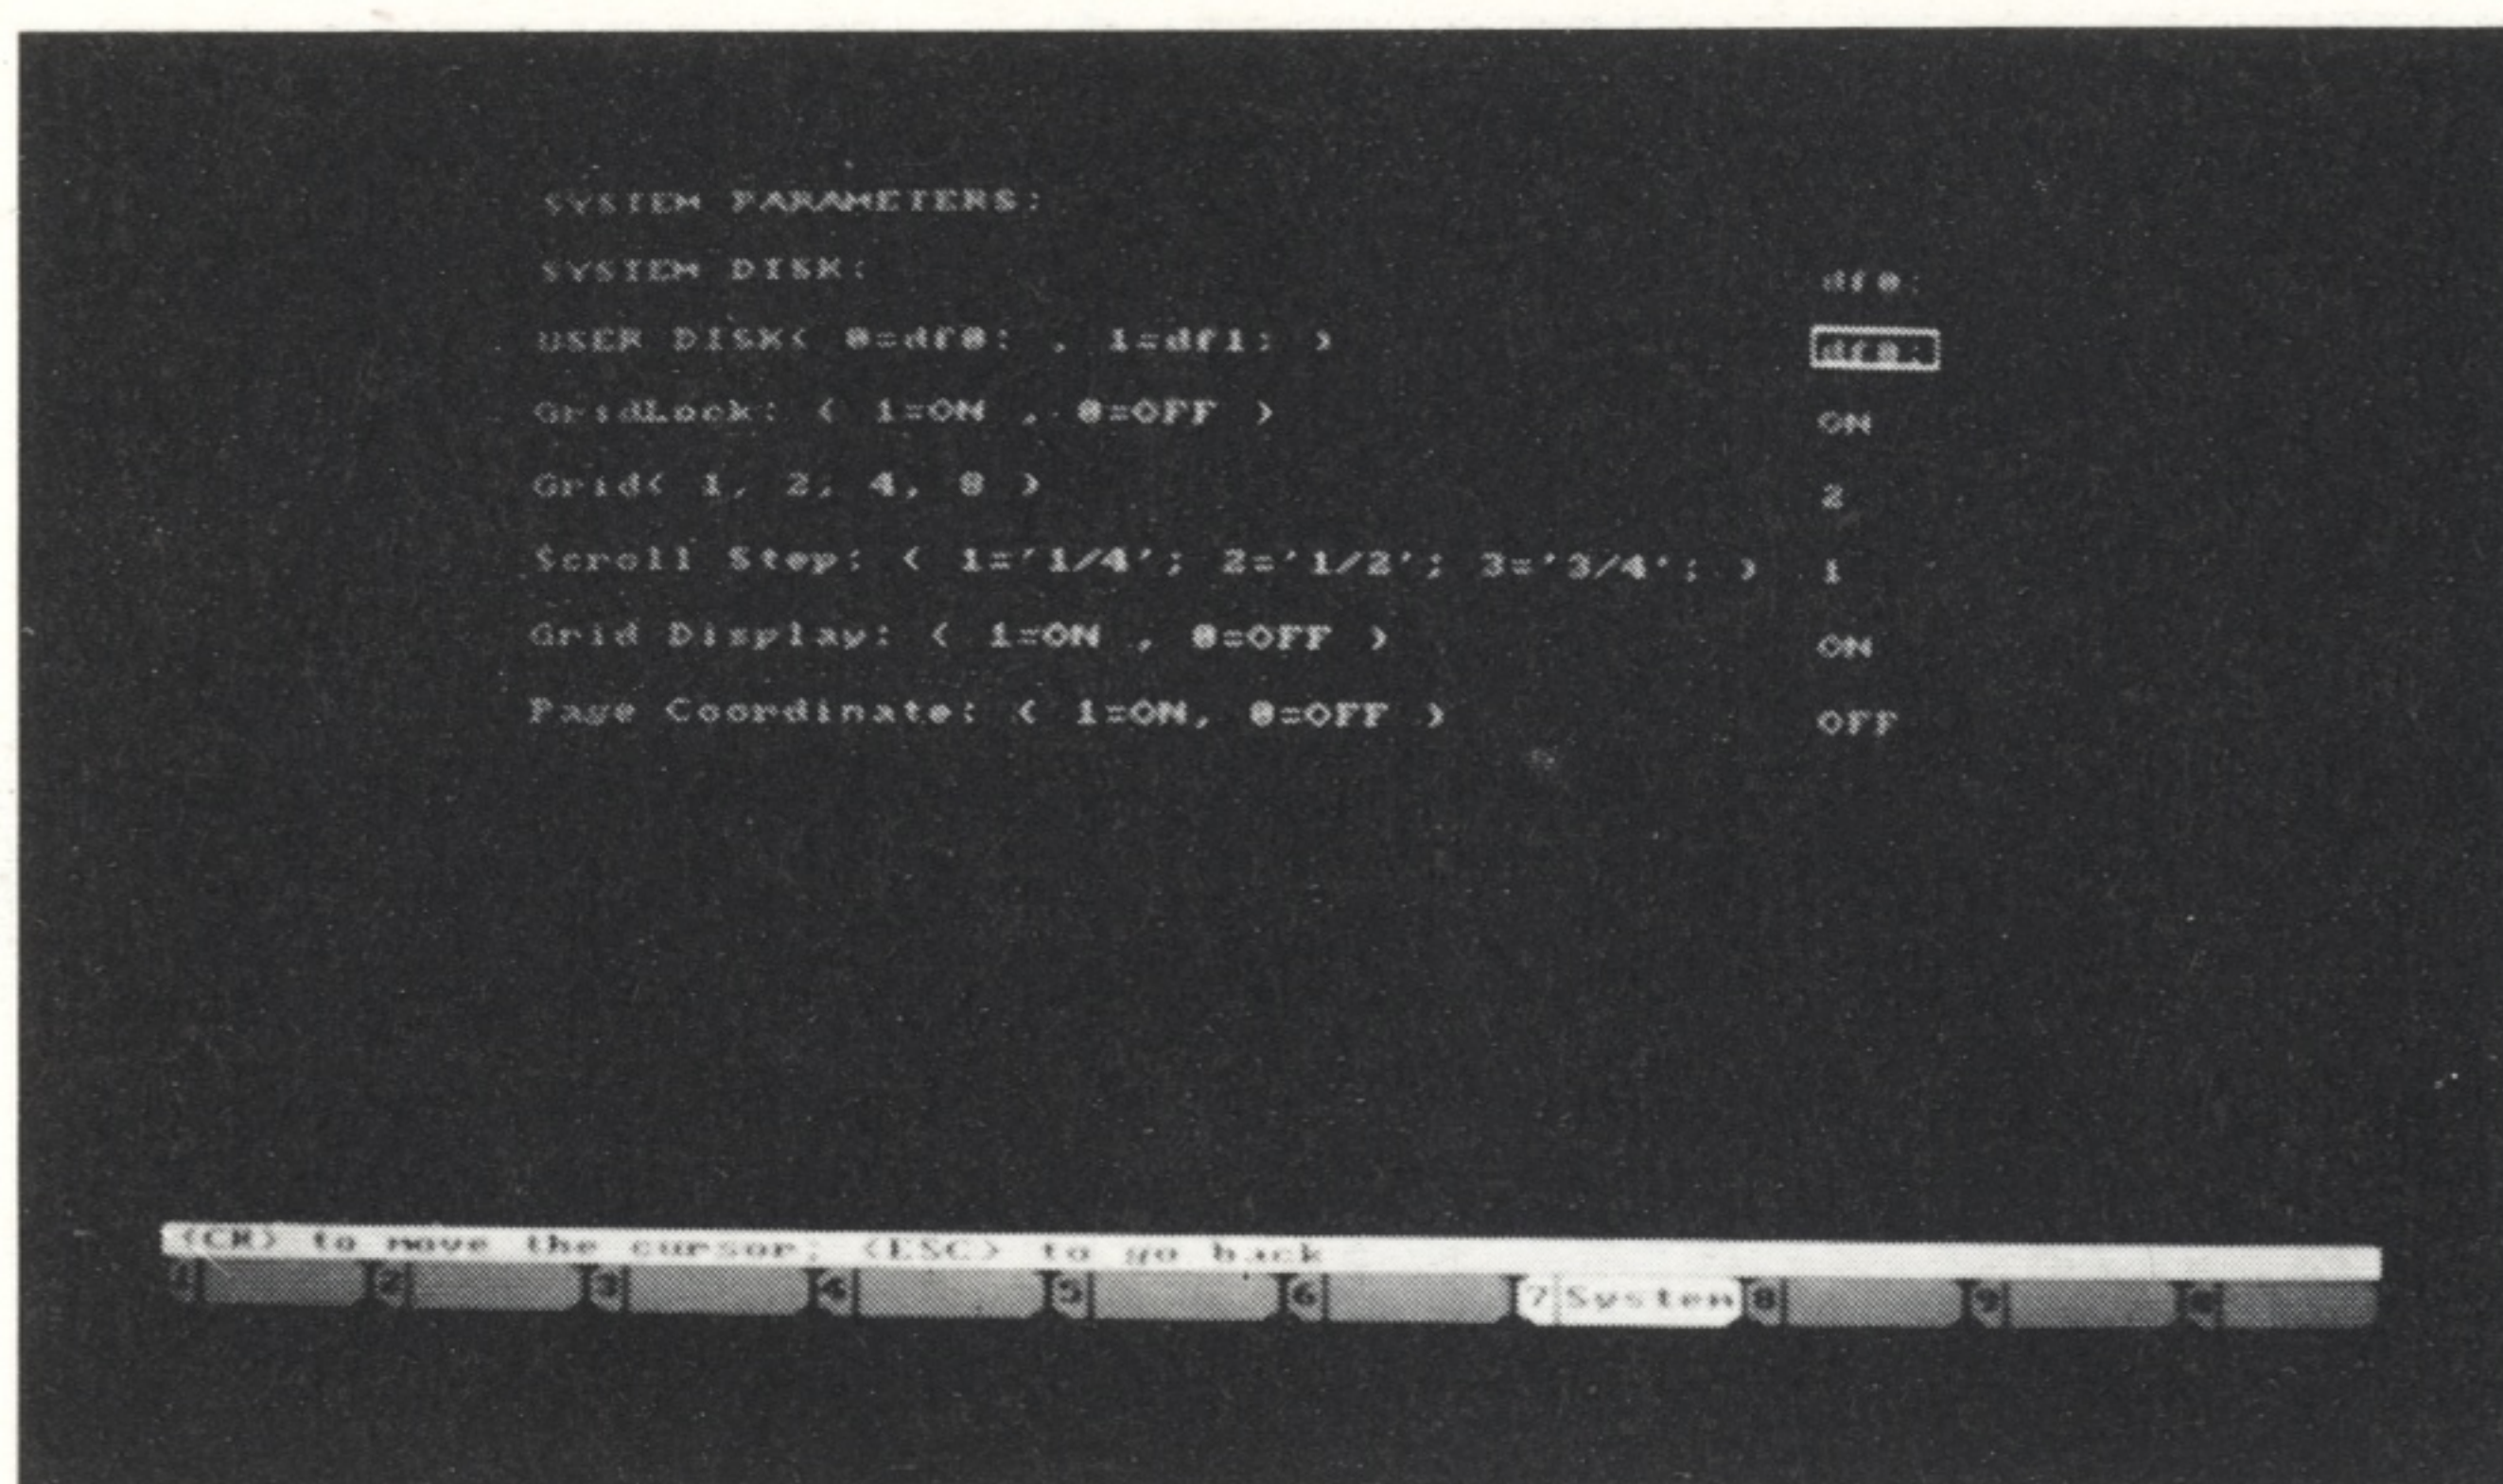 SYSTEM PARAMETERS:
SYSTEM DISK: df0:
USER DISK( 0=df0: , 1=df1: ) df0:
GridLock: ( 1=ON , 0=OFF ) ON
Grid( 1, 2, 4, 8 ) 2
Scroll Step: ( 1='1/4'; 2='1/2'; 3='3/4'; ) 1
Grid Display: ( 1=ON , 0=OFF ) ON
Page Coordinate: ( 1=ON, 0=OFF ) OFF
<CR> to move the cursor; <ESC> to go back
1 2 3 4 5 6 7 System 8 9